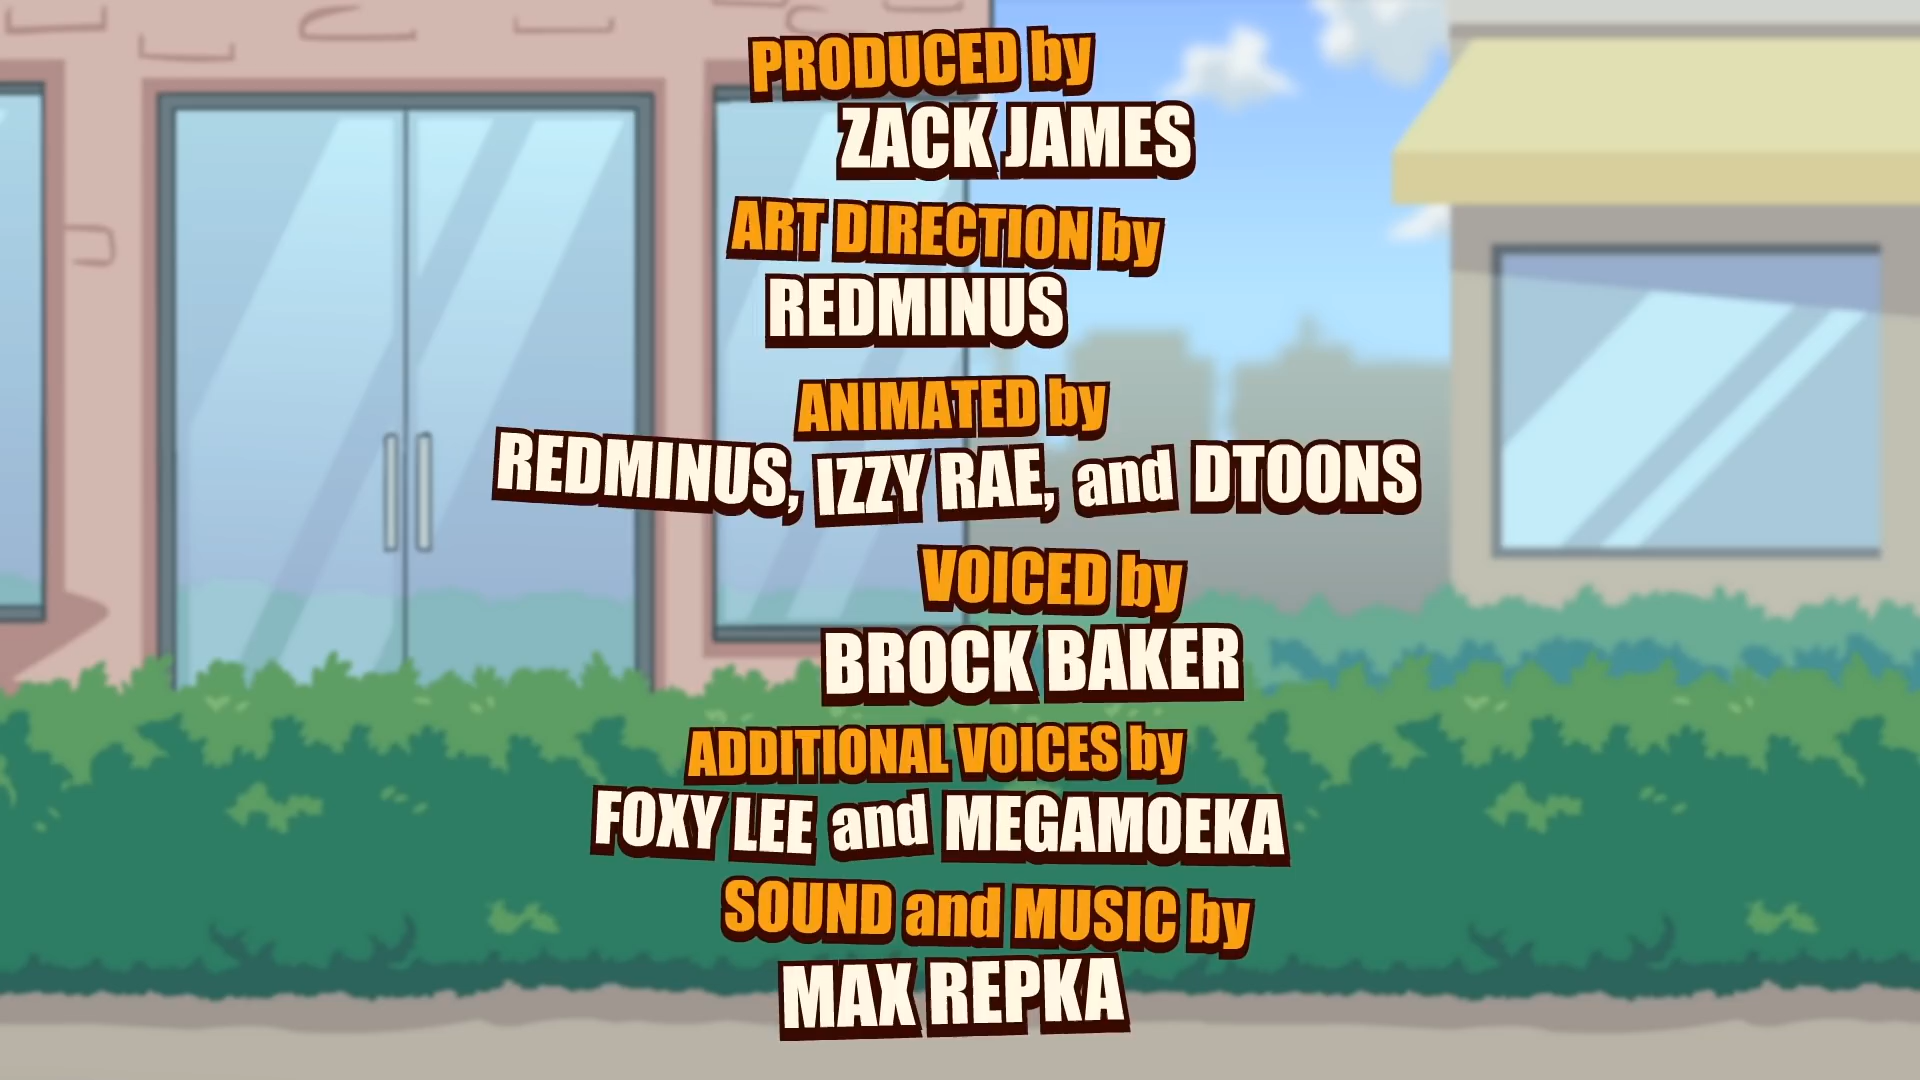 PRODUCED by
ZACK JAMES
ART DIRECTION by
REDMINUS
ANIMATED by
REDMINUS, IZZY RAE, and DTOONS
VOICED by
BROCK BAKER
ADDITIONAL VOICES by
FOXY LEE and MEGAMOEKA
SOUND and MUSIC by
MAX REPKA